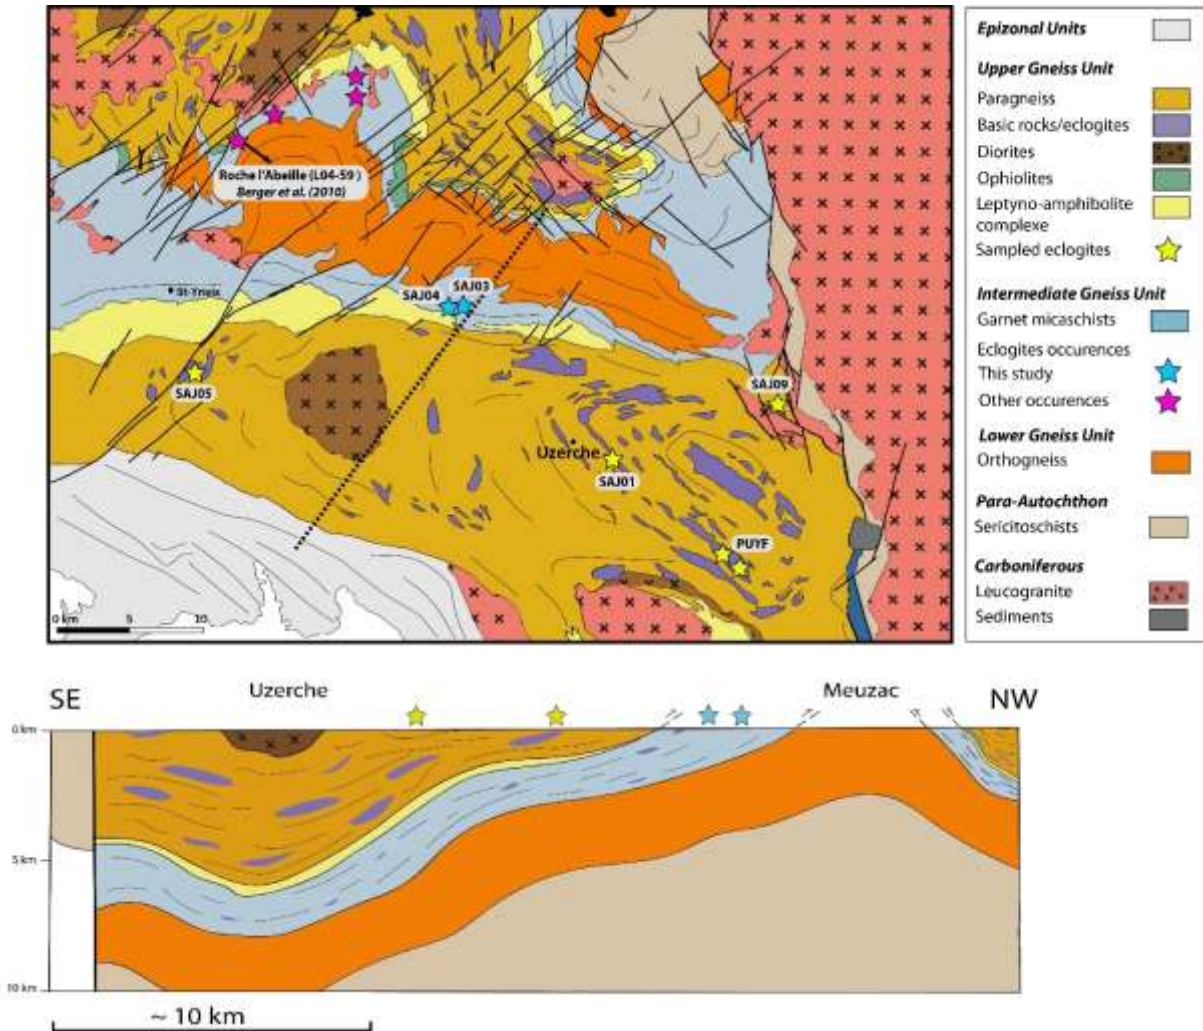 Roche l'Abeille (L04-59 )
Berger et al. (2010)
St-Yrieix
SAJ04
SAJ03
SAJ05
SAJ09
Uzerche
SAJ01
PUYF
0 km 5 10
Epizonal Units
Upper Gneiss Unit
Paragneiss
Basic rocks/eclogites
Diorites
Ophiolites
Leptyno-amphibolite
complexe
Sampled eclogites
Intermediate Gneiss Unit
Garnet micaschists
Eclogites occurences
This study
Other occurences
Lower Gneiss Unit
Orthogneiss
Para-Autochthon
Sericitoschists
Carboniferous
Leucogranite
Sediments
SE Uzerche Meuzac NW
0 km
5 km
10 km
~ 10 km